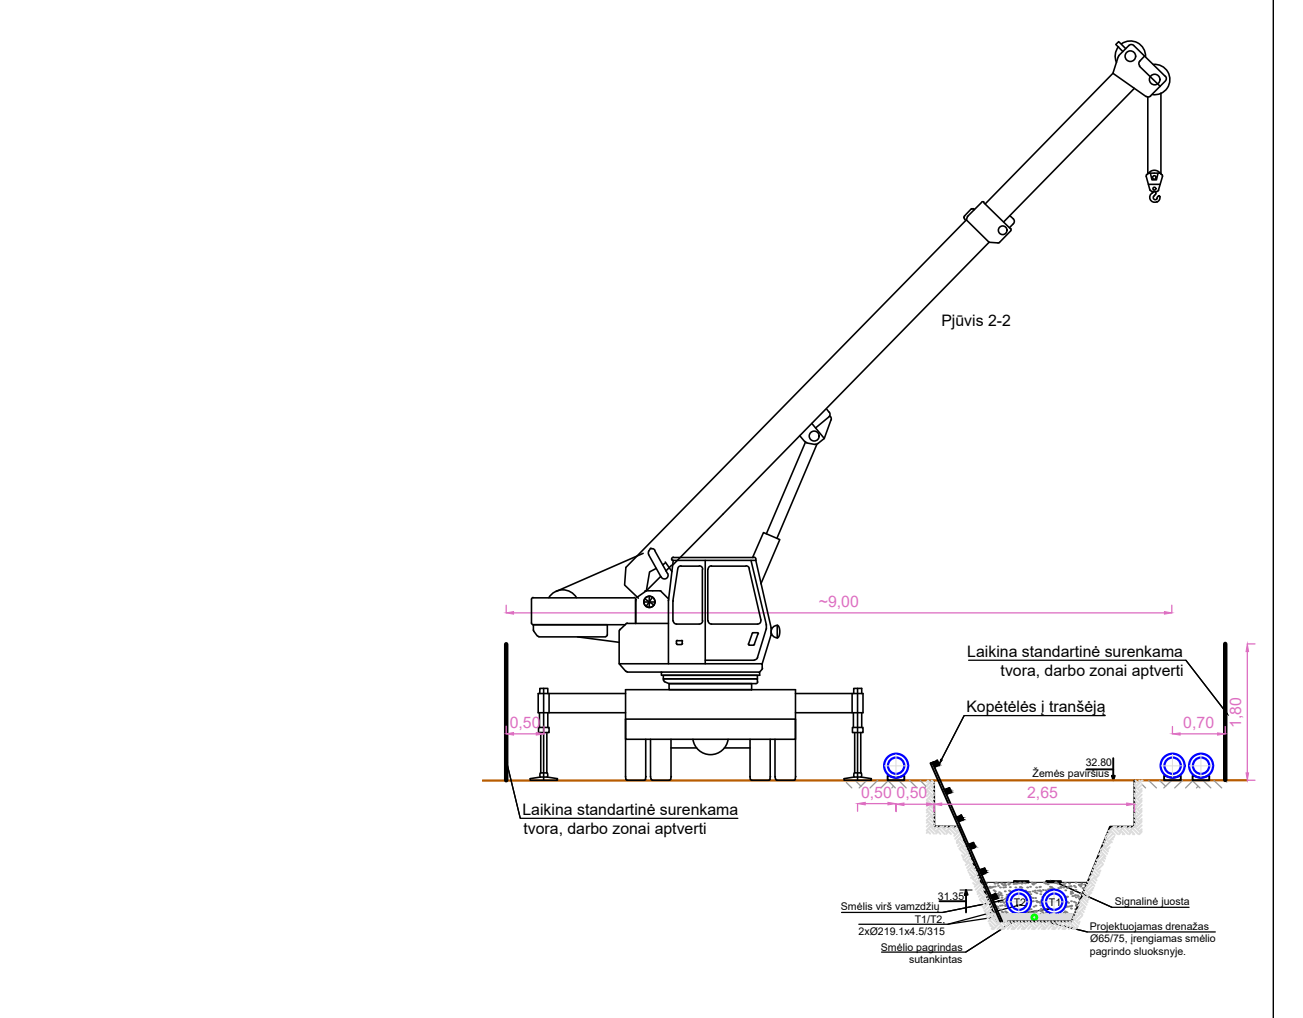 Pjūvis 2-2
~9,00
Laikina standartinė surenkama
tvora, darbo zonai aptverti
1,80
Kopėtėlės į tranšėją
0,50
0,70
32.80
Žemės paviršius
0,50
0,50
2,65
Laikina standartinė surenkama
tvora, darbo zonai aptverti
31.35
T2
T1
Smėlis virš vamzdžių
Signalinė juosta
T1/T2,
2xØ219.1x4.5/315
Projektuojamas drenažas
Ø65/75, įrengiamas smėlio
pagrindo sluoksnyje.
Smėlio pagrindas
sutankintas